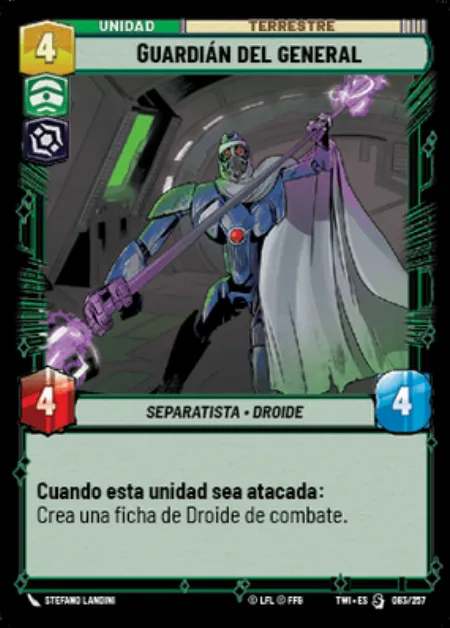 UNIDAD
TERRESTRE
4
GUARDIÁN DEL GENERAL
4
SEPARATISTA • DROIDE
4
Cuando esta unidad sea atacada:
Crea una ficha de Droide de combate.
STEFANO LANDINI
© LFL © FFG
TWI • ES
063/257